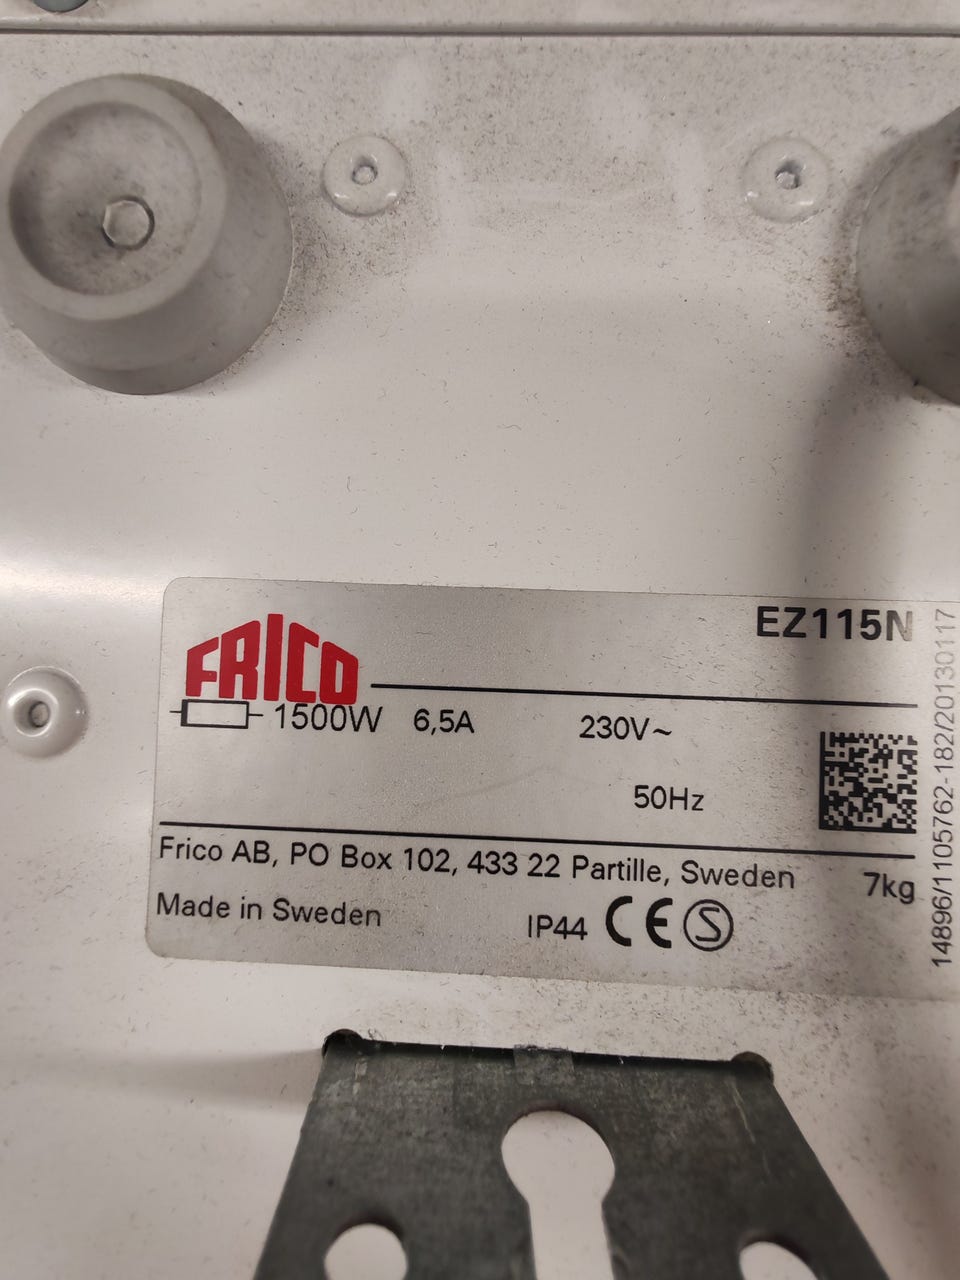 EZ115N
FRICO
1500W 6,5A 230V~
50Hz
Frico AB, PO Box 102, 433 22 Partille, Sweden 7kg
Made in Sweden IP44 CE S
14896/1105762-182/20130117